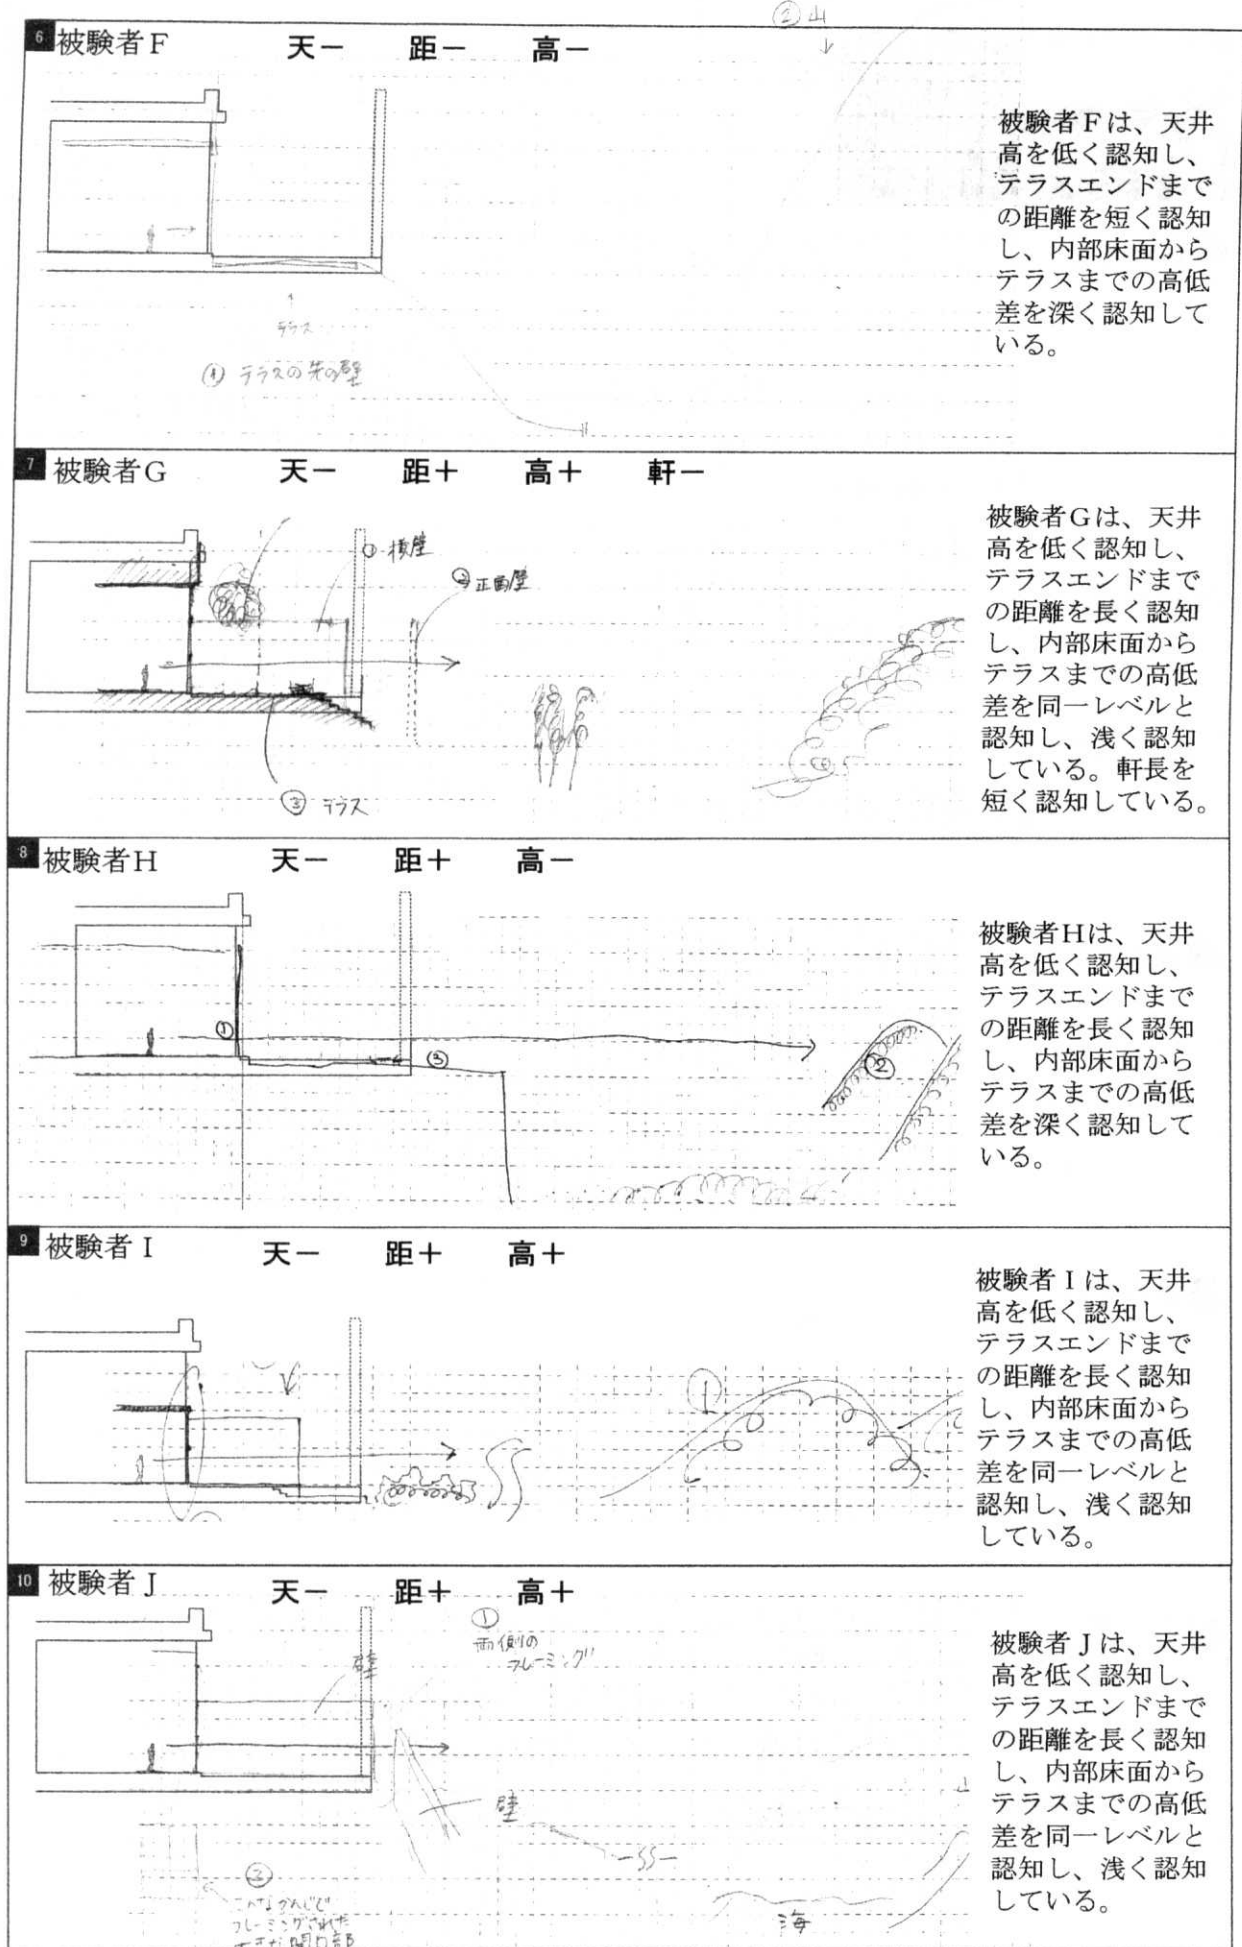 ② 山
6 被験者F 天− 距− 高−
テラス
① テラスの先の壁
被験者Fは、天井
高を低く認知し、
テラスエンドまで
の距離を短く認知
し、内部床面から
テラスまでの高低
差を深く認知して
いる。
7 被験者G 天− 距+ 高+ 軒−
① 横壁
② 正面壁
③ テラス
被験者Gは、天井
高を低く認知し、
テラスエンドまで
の距離を長く認知
し、内部床面から
テラスまでの高低
差を同一レベルと
認知し、浅く認知
している。軒長を
短く認知している。
8 被験者H 天− 距+ 高−
①
③
②
被験者Hは、天井
高を低く認知し、
テラスエンドまで
の距離を長く認知
し、内部床面から
テラスまでの高低
差を深く認知して
いる。
9 被験者I 天− 距+ 高+
①
被験者Iは、天井
高を低く認知し、
テラスエンドまで
の距離を長く認知
し、内部床面から
テラスまでの高低
差を同一レベルと
認知し、浅く認知
している。
10 被験者J 天− 距+ 高+
①
両側の
フレーミング
壁
壁
山
海
フレーミングされた
被験者Jは、天井
高を低く認知し、
テラスエンドまで
の距離を長く認知
し、内部床面から
テラスまでの高低
差を同一レベルと
認知し、浅く認知
している。